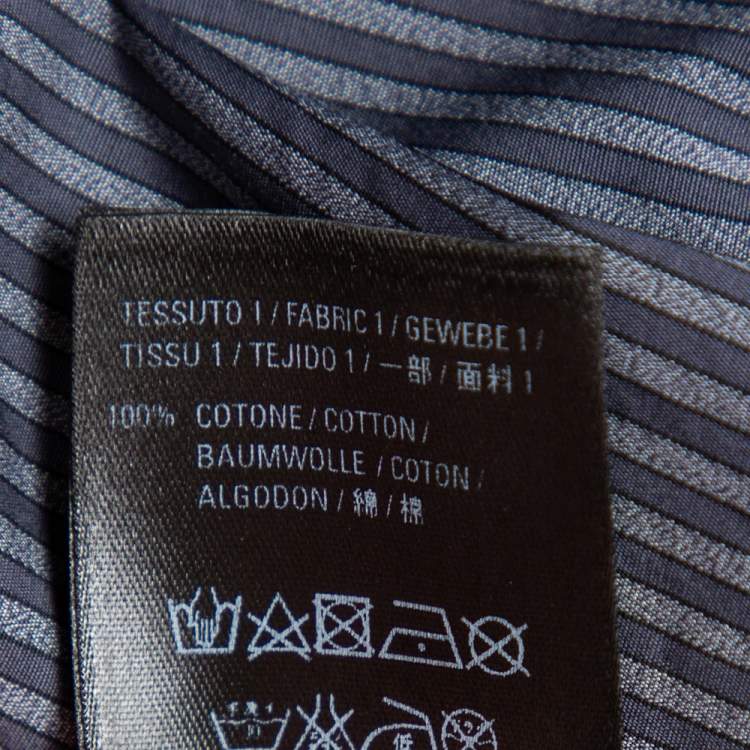 TESSUTO 1 / FABRIC 1 / GEWEBE 1 /
TISSU 1 / TEJIDO 1 / 一部 / 面料 1
100% COTONE / COTTON /
BAUMWOLLE / COTON /
ALGODON / 綿 / 棉
低